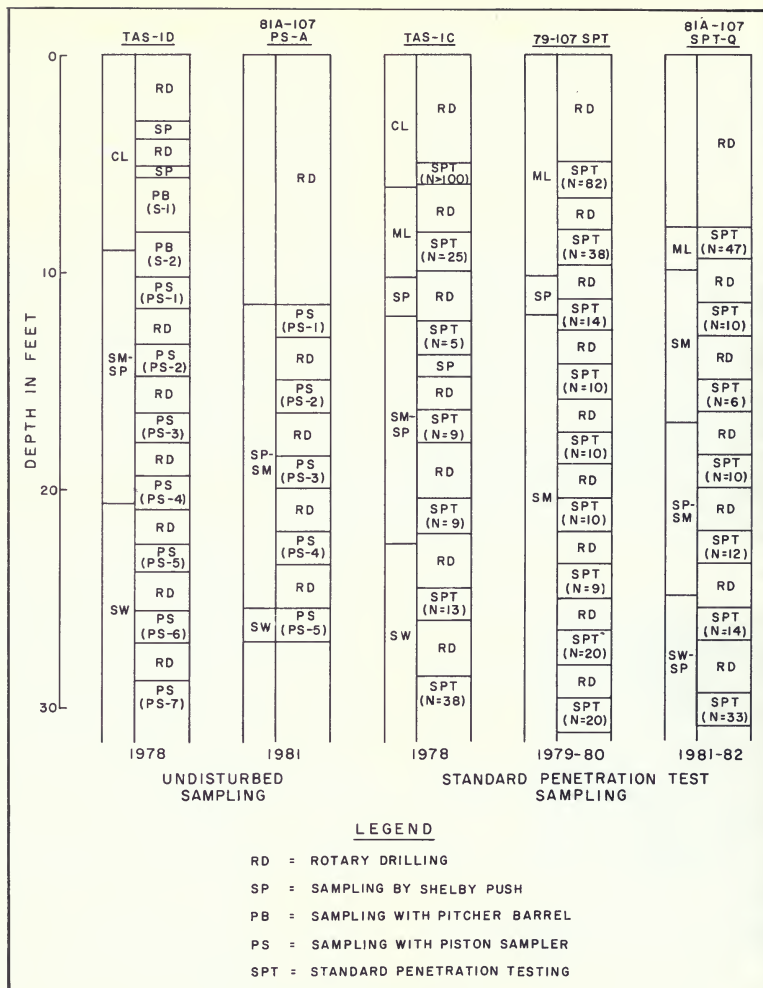 TAS-1D
81A-107
PS-A
TAS-1C
79-107 SPT
81A-107
SPT-Q
DEPTH IN FEET
0
10
20
30
CL
SM-
SP
SW
RD
SP
RD
SP
PB
(S-1)
PB
(S-2)
PS
(PS-1)
RD
PS
(PS-2)
RD
PS
(PS-3)
RD
PS
(PS-4)
RD
PS
(PS-5)
RD
PS
(PS-6)
RD
PS
(PS-7)
1978
SP-
SM
SW
RD
PS
(PS-1)
RD
PS
(PS-2)
RD
PS
(PS-3)
RD
PS
(PS-4)
RD
PS
(PS-5)
1981
UNDISTURBED
SAMPLING
CL
ML
SP
SM-
SP
SW
RD
SPT
(N>100)
RD
SPT
(N=25)
RD
SPT
(N=5)
SP
RD
SPT
(N=9)
RD
SPT
(N=9)
RD
SPT
(N=13)
RD
SPT
(N=38)
1978
ML
SP
SM
RD
SPT
(N=82)
RD
SPT
(N=38)
RD
SPT
(N=14)
RD
SPT
(N=10)
RD
SPT
(N=10)
RD
SPT
(N=10)
RD
SPT
(N=9)
RD
SPT
(N=20)
RD
SPT
(N=20)
1979-80
ML
SM
SP-
SM
SW-
SP
RD
SPT
(N=47)
RD
SPT
(N=10)
RD
SPT
(N=6)
RD
SPT
(N=10)
RD
SPT
(N=12)
RD
SPT
(N=14)
RD
SPT
(N=33)
1981-82
STANDARD PENETRATION TEST
SAMPLING
LEGEND
RD = ROTARY DRILLING
SP = SAMPLING BY SHELBY PUSH
PB = SAMPLING WITH PITCHER BARREL
PS = SAMPLING WITH PISTON SAMPLER
SPT = STANDARD PENETRATION TESTING